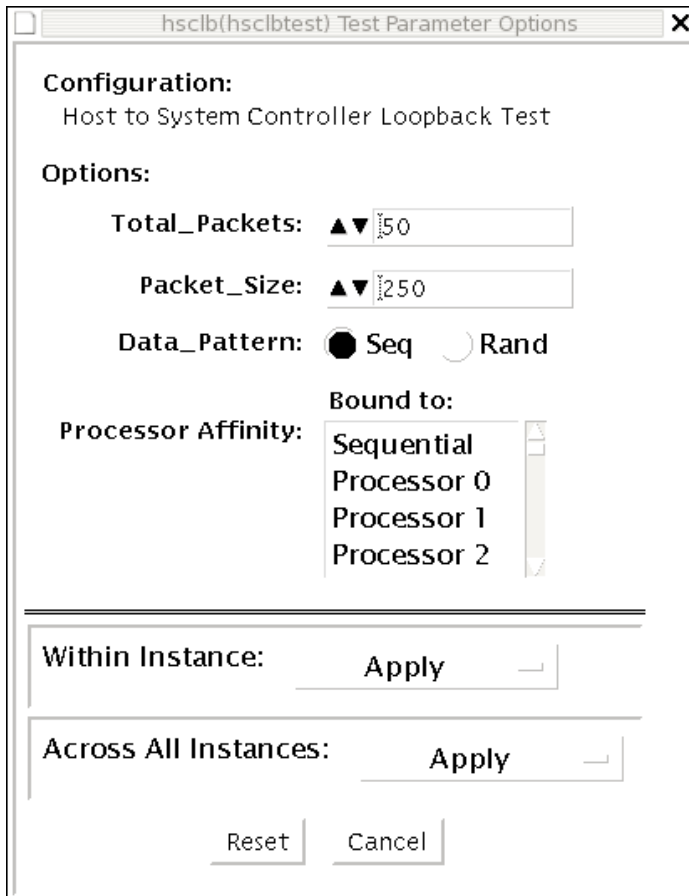 hsclb(hsclbtest) Test Parameter Options
Configuration:
Host to System Controller Loopback Test
Options:
Total_Packets: 50
Packet_Size: 250
Data_Pattern: Seq Rand
Bound to:
Processor Affinity:
Sequential
Processor 0
Processor 1
Processor 2
Within Instance: Apply
Across All Instances: Apply
Reset Cancel